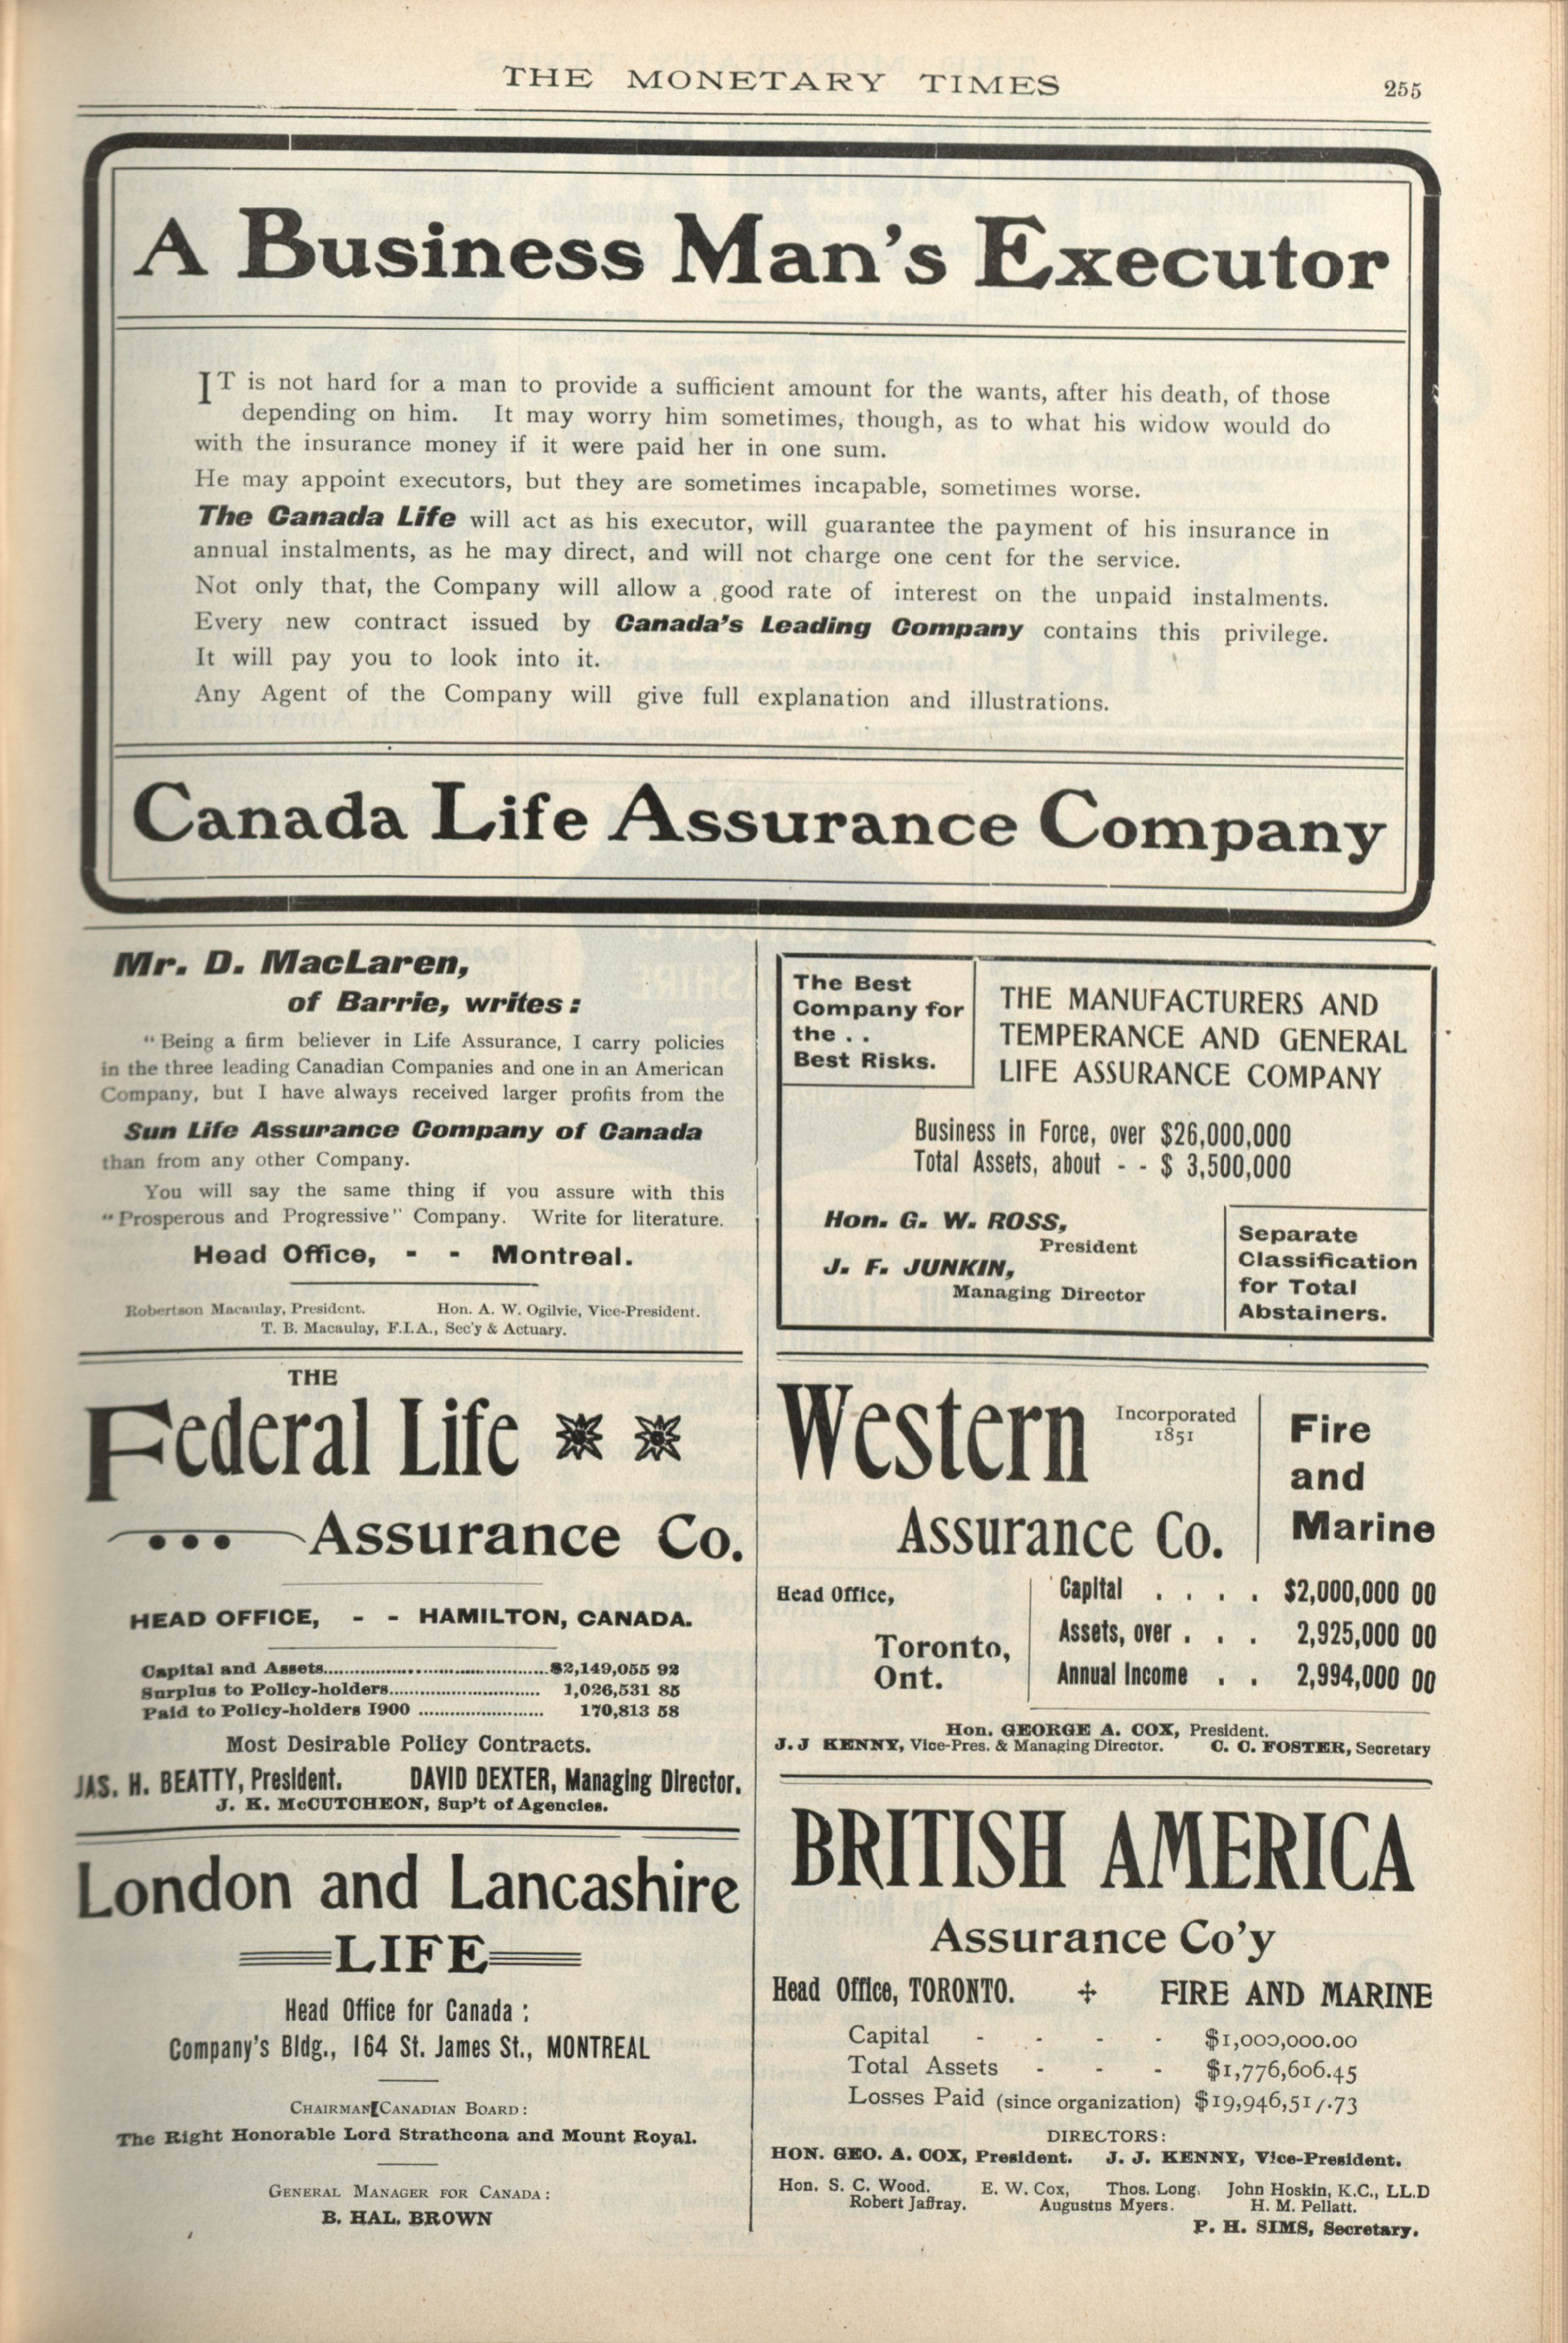 THE MONETARY TIMES 255
A Business Man's Executor
IT is not hard for a man to provide a sufficient amount for the wants, after his death, of those
depending on him. It may worry him sometimes, though, as to what his widow would do
with the insurance money if it were paid her in one sum.
He may appoint executors, but they are sometimes incapable, sometimes worse.
The Canada Life will act as his executor, will guarantee the payment of his insurance in
annual instalments, as he may direct, and will not charge one cent for the service.
Not only that, the Company will allow a good rate of interest on the unpaid instalments.
Every new contract issued by Canada's Leading Company contains this privilege.
It will pay you to look into it.
Any Agent of the Company will give full explanation and illustrations.
Canada Life Assurance Company
Mr. D. MacLaren,
of Barrie, writes:
"Being a firm believer in Life Assurance, I carry policies
in the three leading Canadian Companies and one in an American
Company, but I have always received larger profits from the
Sun Life Assurance Company of Canada
than from any other Company.
You will say the same thing if you assure with this
"Prosperous and Progressive" Company. Write for literature.
Head Office, - - Montreal.
Robertson Macaulay, President. Hon. A. W. Ogilvie, Vice-President.
T. B. Macaulay, F.I.A., Sec'y & Actuary.
The Best
Company for
the . .
Best Risks.
THE MANUFACTURERS AND
TEMPERANCE AND GENERAL
LIFE ASSURANCE COMPANY
Business in Force, over $26,000,000
Total Assets, about - - $ 3,500,000
Hon. G. W. ROSS,
President
J. F. JUNKIN,
Managing Director
Separate
Classification
for Total
Abstainers.
THE
Federal Life
Assurance Co.
HEAD OFFICE, - - HAMILTON, CANADA.
Capital and Assets........................................$2,149,055 92
Surplus to Policy-holders........................... 1,026,531 85
Paid to Policy-holders 1900 ....................... 170,813 58
Most Desirable Policy Contracts.
JAS. H. BEATTY, President. DAVID DEXTER, Managing Director.
J. K. McCUTCHEON, Sup't of Agencies.
Western
Incorporated
1851
Assurance Co.
Fire
and
Marine
Head Office,
Toronto,
Ont.
Capital . . . . $2,000,000 00
Assets, over . . . 2,925,000 00
Annual Income . . 2,994,000 00
Hon. GEORGE A. COX, President.
J. J KENNY, Vice-Pres. & Managing Director. C. C. FOSTER, Secretary
London and Lancashire
LIFE
Head Office for Canada :
Company's Bldg., 164 St. James St., MONTREAL
CHAIRMAN[CANADIAN BOARD:
The Right Honorable Lord Strathcona and Mount Royal.
GENERAL MANAGER FOR CANADA:
B. HAL. BROWN
BRITISH AMERICA
Assurance Co'y
Head Office, TORONTO. ✢ FIRE AND MARINE
Capital - - - - $1,000,000.00
Total Assets - - - $1,776,606.45
Losses Paid (since organization)
DIRECTORS:
HON. GEO. A. COX, President. J. J. KENNY, Vice-President.
Hon. S. C. Wood. E. W. Cox, Thos. Long, John Hoskin, K.C., LL.D
Robert Jaffray. Augustus Myers. H. M. Pellatt.
P. H. SIMS, Secretary.